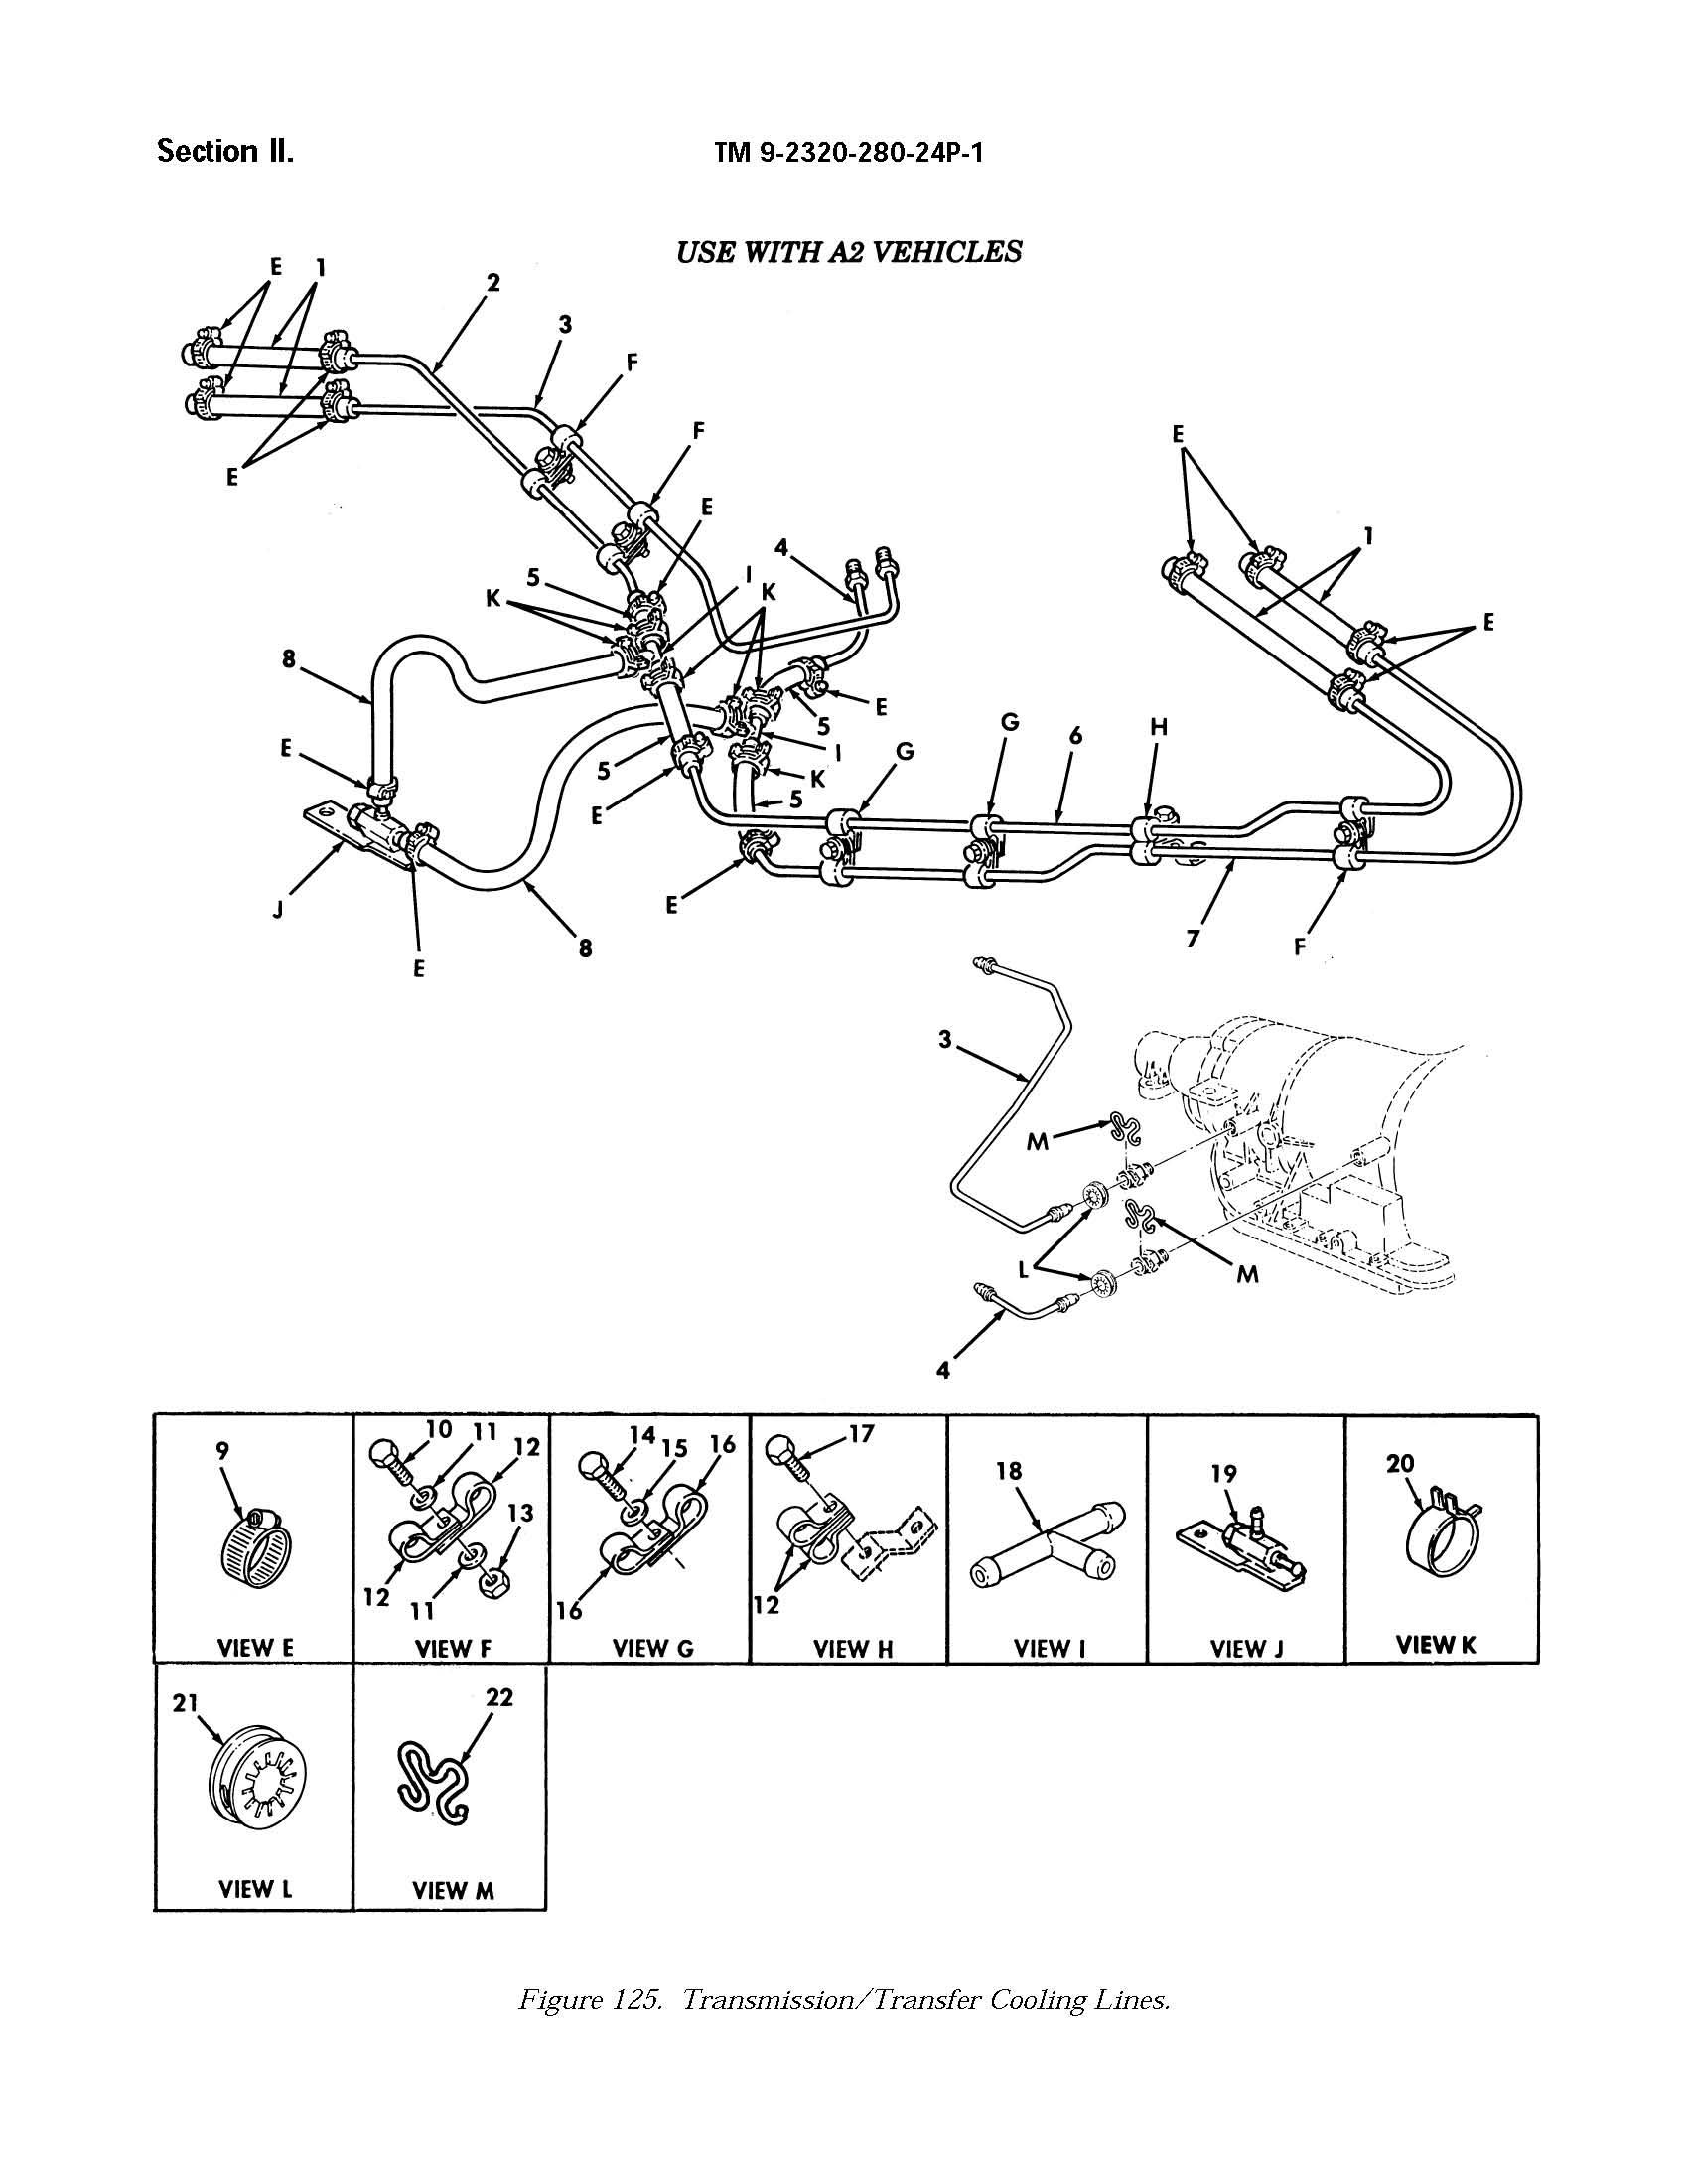 Section II.
TM 9-2320-280-24P-1
USE WITH A2 VEHICLES
E 1
2
3
F
F
E
E
E
1
4
5
I
K
K
E
8
E
5
G
G
6
H
E
I
5
K
5
E
E
J
8
7
F
E
3
M
L
M
4
9
10 11
12
14
15
16
17
18
19
20
13
12
11
16
12
VIEW E
VIEW F
VIEW G
VIEW H
VIEW I
VIEW J
VIEW K
21
22
VIEW L
VIEW M
Figure 125. Transmission/Transfer Cooling Lines.